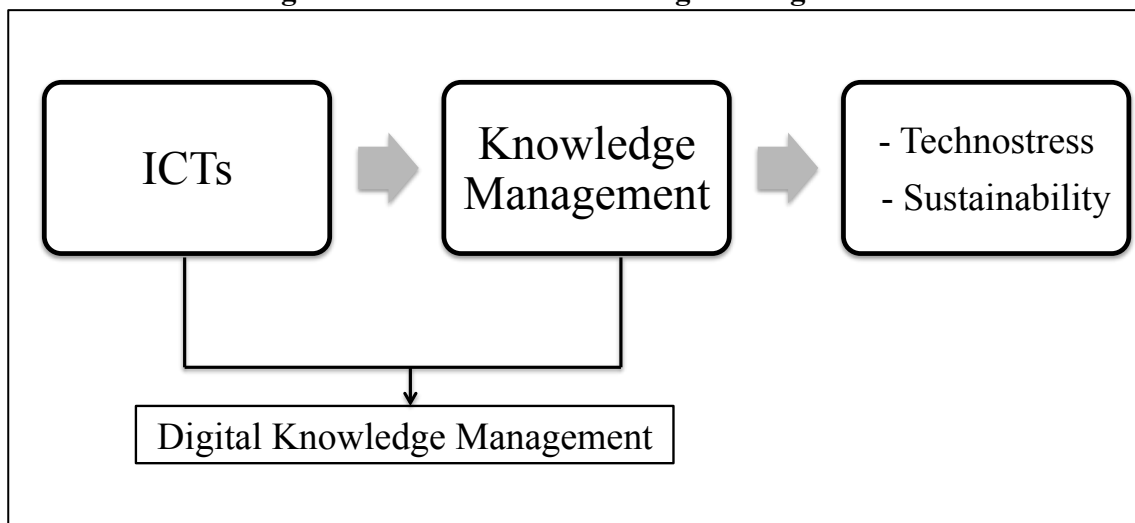 ICTs
Knowledge
Management
- Technostress
- Sustainability
Digital Knowledge Management